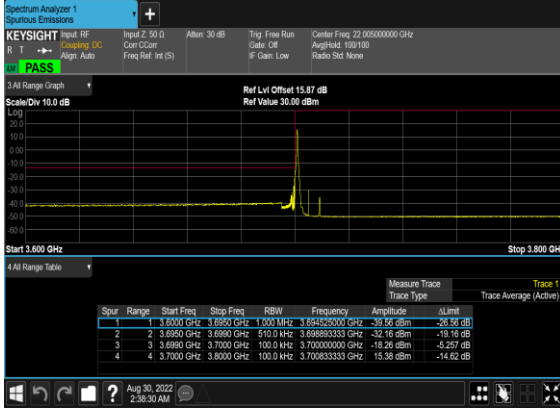 Spectrum Analyzer 1
Spurious Emissions
+
KEYSIGHT Input: RF Input Z: 50 Ω Atten: 30 dB Trig: Free Run Center Freq: 22.005000000 GHz
R T Coupling: DC Corr CCorr Gate: Off Avg|Hold: 100/100
Align: Auto Freq Ref: Int (S) IF Gain: Low Radio Std: None
PASS
3 All Range Graph
Ref Lvl Offset 15.87 dB
Scale/Div 10.0 dB Ref Value 30.00 dBm
Log
20.0
10.0
0.00
-10.0
-20.0
-30.0
-40.0
-50.0
-60.0
Start 3.600 GHz Stop 3.800 GH
4 All Range Table
Measure Trace Trace 1
Trace Type Trace Average (Active)
Spur Range Start Freq Stop Freq RBW Frequency Amplitude ΔLimit
1 1 3.6000 GHz 3.6950 GHz 1.000 MHz 3.694525000 GHz -39.56 dBm -26.56 dB
2 2 3.6950 GHz 3.6990 GHz 510.0 kHz 3.698893000 GHz -32.16 dBm -19.16 dB
3 3 3.6990 GHz 3.7000 GHz 100.0 kHz 3.700000000 GHz -18.26 dBm -5.257 dB
4 4 3.7000 GHz 3.8000 GHz 100.0 kHz 3.700833333 GHz 15.38 dBm -14.62 dB
? Aug 30, 2022
2:38:30 AM